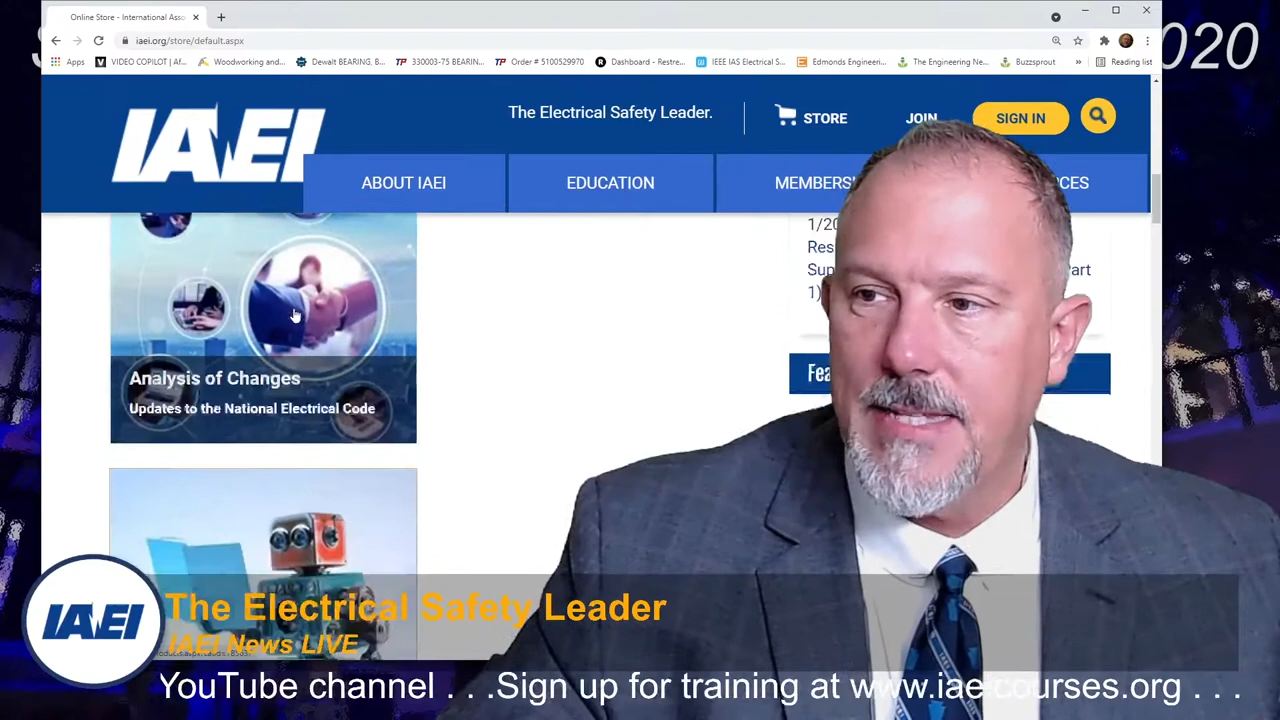 020
Online Store - International Asso
iaei.org/store/default.aspx
Apps VIDEO COPILOT | Af... Woodworking and... Dewalt BEARING, B... 330003-75 BEARIN... Order # 5100529970 Dashboard - Restre... IEEE IAS Electrical S... Edmonds Engineeri... The Engineering Ne... Buzzsprout » Reading list
IAEI
The Electrical Safety Leader.
STORE
JOIN
SIGN IN
ABOUT IAEI
EDUCATION
MEMBERS
CES
1/20
Res
Sup
art
1)
Fea
Analysis of Changes
Updates to the National Electrical Code
IAEI
The Electrical Safety Leader
IAEI News LIVE
YouTube channel . . .Sign up for training at www.iaeicourses.org . . .